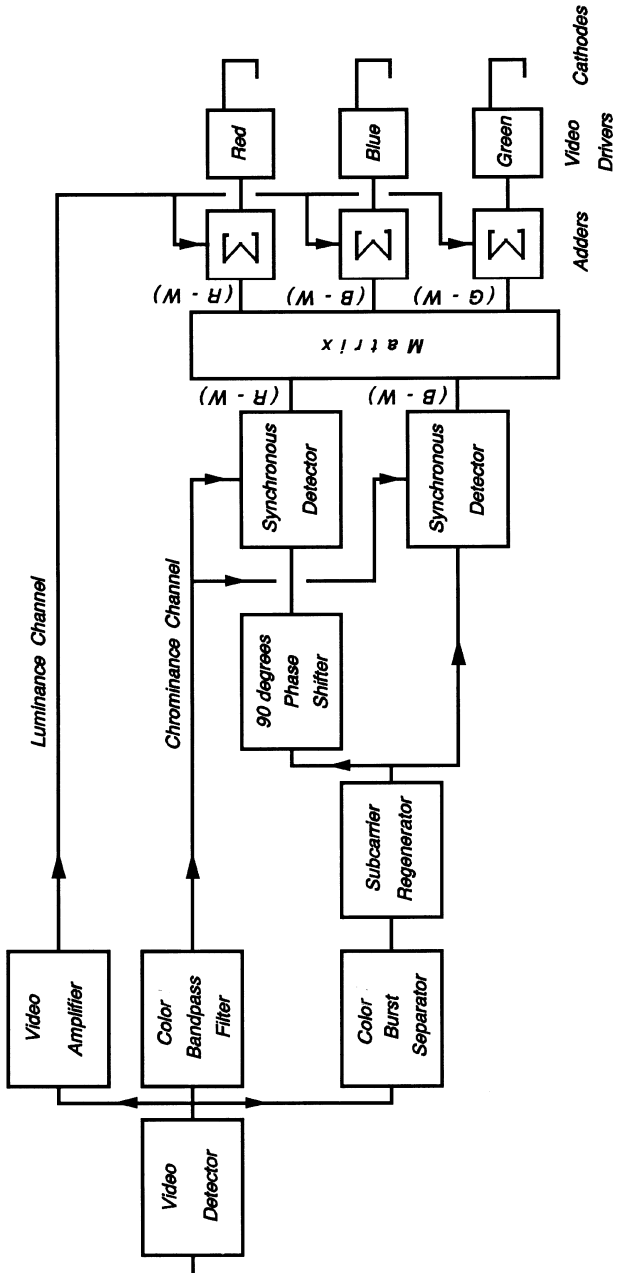 Video
Detector
Video
Amplifier
Color
Bandpass
Filter
Color
Burst
Separator
Luminance Channel
Chrominance Channel
Subcarrier
Regenerator
90 degrees
Phase
Shifter
Synchronous
Detector
Synchronous
Detector
(R - W)
(B - W)
Matrix
(R - W)
(B - W)
(G - W)
Σ
Σ
Σ
Adders
Red
Blue
Green
Video
Drivers
Cathodes